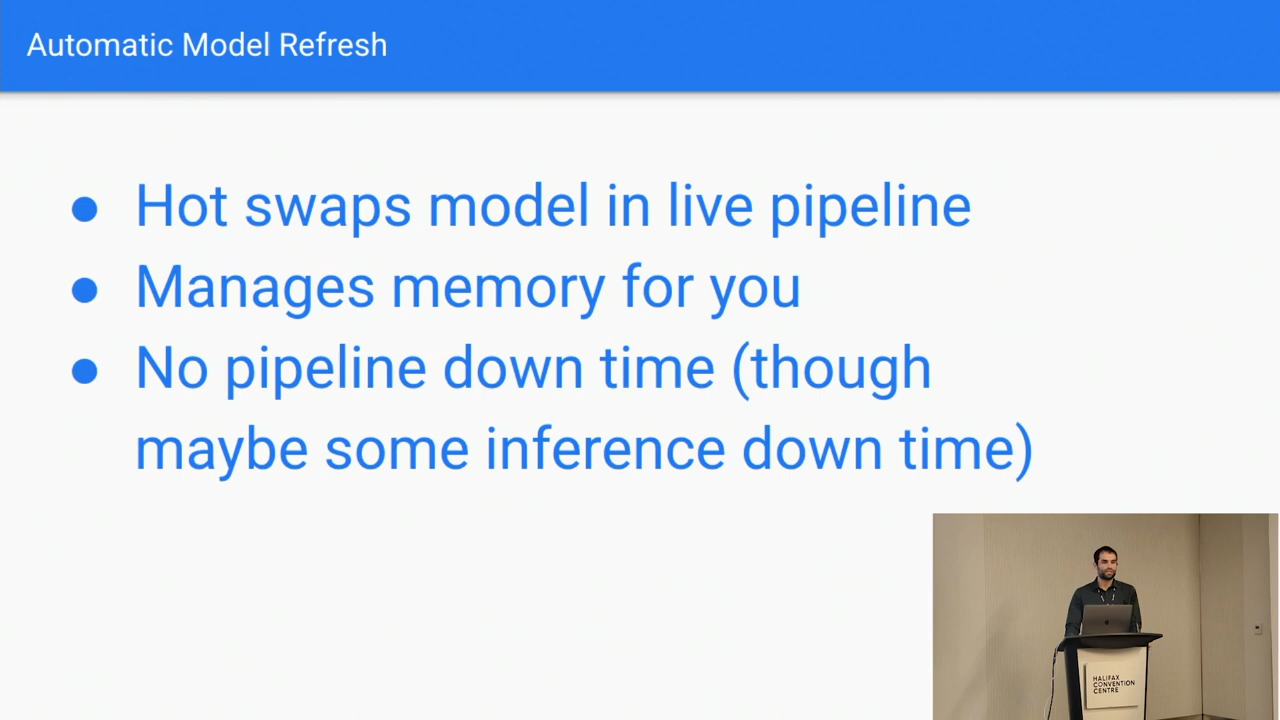 Automatic Model Refresh
● Hot swaps model in live pipeline
● Manages memory for you
● No pipeline down time (though
maybe some inference down time)
HALIFAX
CONVENTION
CENTRE